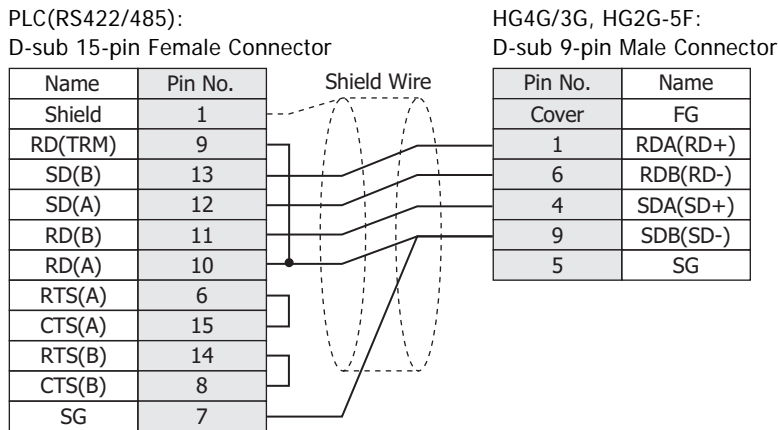 PLC(RS422/485):
D-sub 15-pin Female Connector
Name Pin No.
Shield 1
RD(TRM) 9
SD(B) 13
SD(A) 12
RD(B) 11
RD(A) 10
RTS(A) 6
CTS(A) 15
RTS(B) 14
CTS(B) 8
SG 7
Shield Wire
HG4G/3G, HG2G-5F:
D-sub 9-pin Male Connector
Pin No. Name
Cover FG
1 RDA(RD+)
6 RDB(RD-)
4 SDA(SD+)
9 SDB(SD-)
5 SG